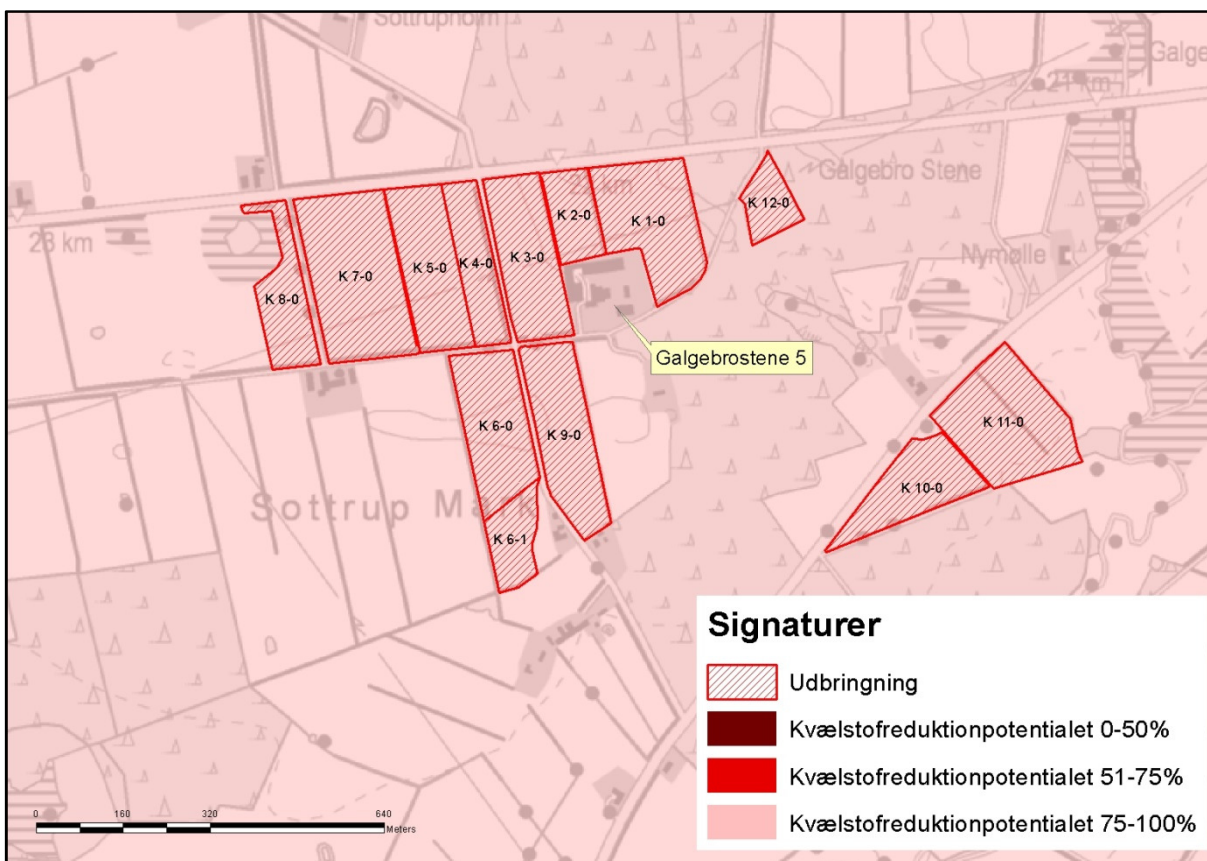 Sottrupholm
Galge
21 km
22 km
Galgebro Stene
K 12-0
K 2-0
K 1-0
23 km
K 3-0
K 4-0
K 5-0
K 7-0
K 8-0
Nymølle
Galgebrostene 5
K 11-0
K 6-0
K 9-0
K 10-0
Sottrup Mark
K 6-1
Signaturer
Udbringning
Kvælstofreduktionpotentialet 0-50%
Kvælstofreduktionpotentialet 51-75%
Kvælstofreduktionpotentialet 75-100%
0 160 320 640
Meters